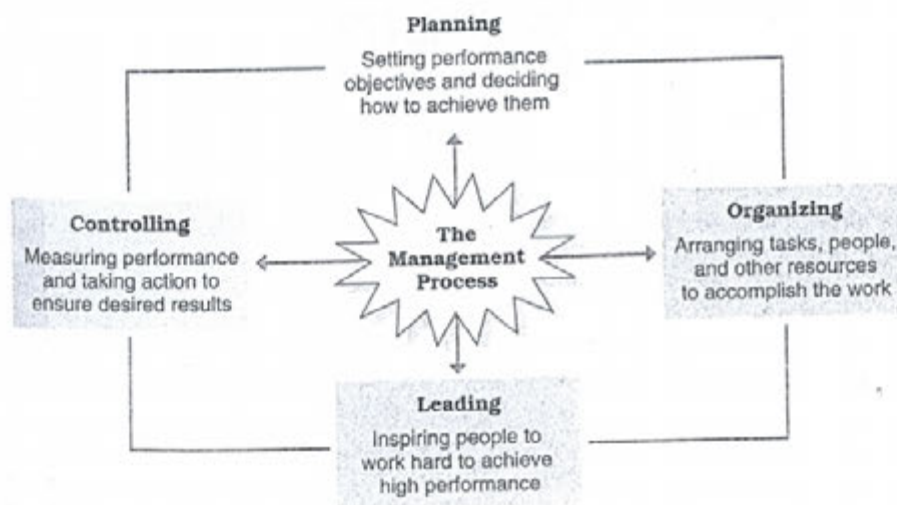 Planning
Setting performance
objectives and deciding
how to achieve them
Controlling
Measuring performance
and taking action to
ensure desired results
The
Management
Process
Organizing
Arranging tasks, people,
and other resources
to accomplish the work
Leading
Inspiring people to
work hard to achieve
high performance